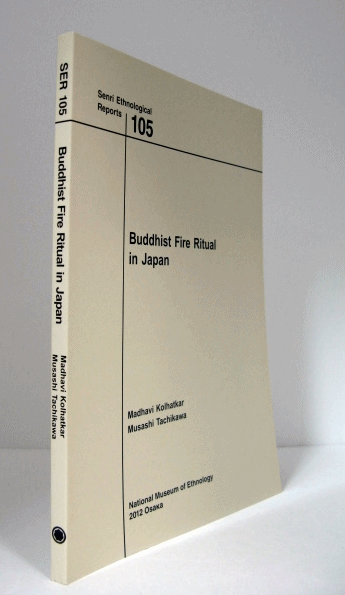 SER 105
Buddhist Fire Ritual in Japan
Madhavi Kolhatkar
Musashi Tachikawa
Senri Ethnological
Reports 105
Buddhist Fire Ritual
in Japan
Madhavi Kolhatkar
Musashi Tachikawa
National Museum of Ethnology
2012 Osaka